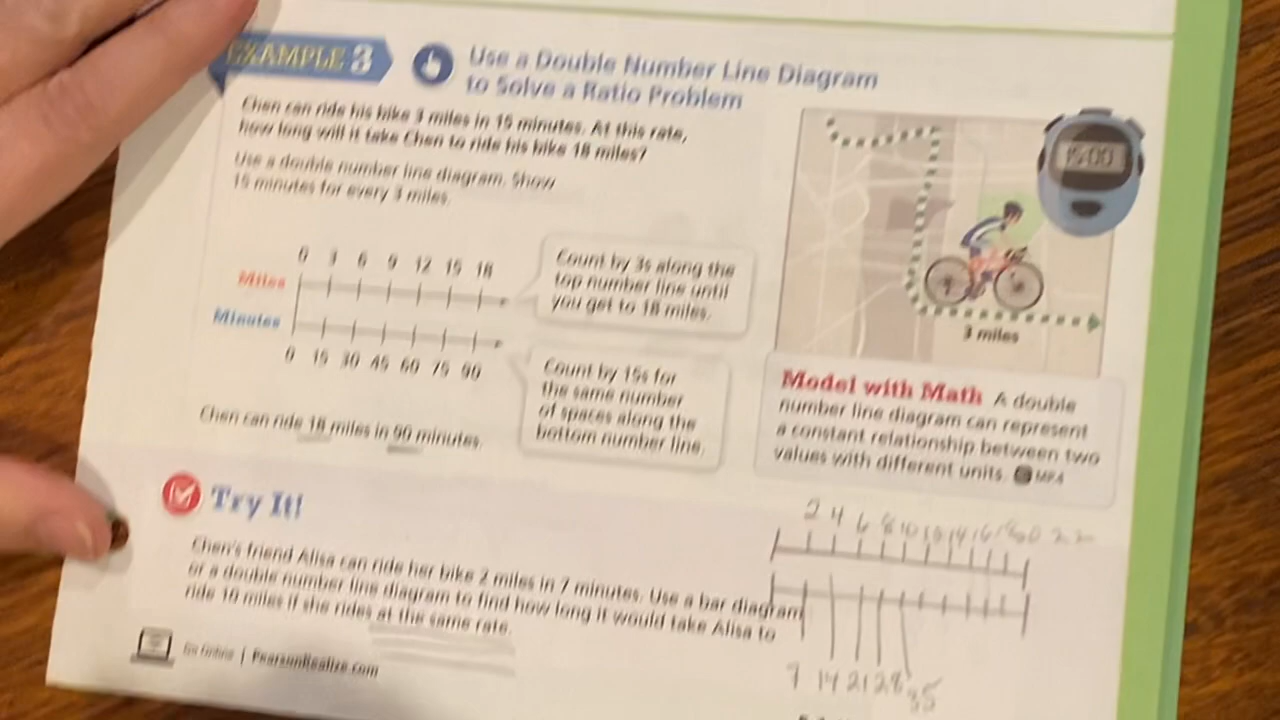 EXAMPLE 3
Use a Double Number Line Diagram
to Solve a Ratio Problem
Chen can ride his bike 3 miles in 15 minutes. At this rate,
how long will it take Chen to ride his bike 18 miles?
Use a double number line diagram. Show
15 minutes for every 3 miles.
15:00
3 miles
0 3 6 9 12 15 18
Miles
Minutes
0 15 30 45 60 75 90
Count by 3s along the
top number line until
you get to 18 miles.
Count by 15s for
the same number
of spaces along the
bottom number line.
Chen can ride 18 miles in 90 minutes.
Model with Math A double
number line diagram can represent
a constant relationship between two
values with different units. MP.4
Try It!
Chen's friend Alisa can ride her bike 2 miles in 7 minutes. Use a bar diagram
or a double number line diagram to find how long it would take Alisa to
ride 10 miles if she rides at the same rate.
2 4 6 8 10
7 14 21 28 35
Go Online | PearsonRealize.com